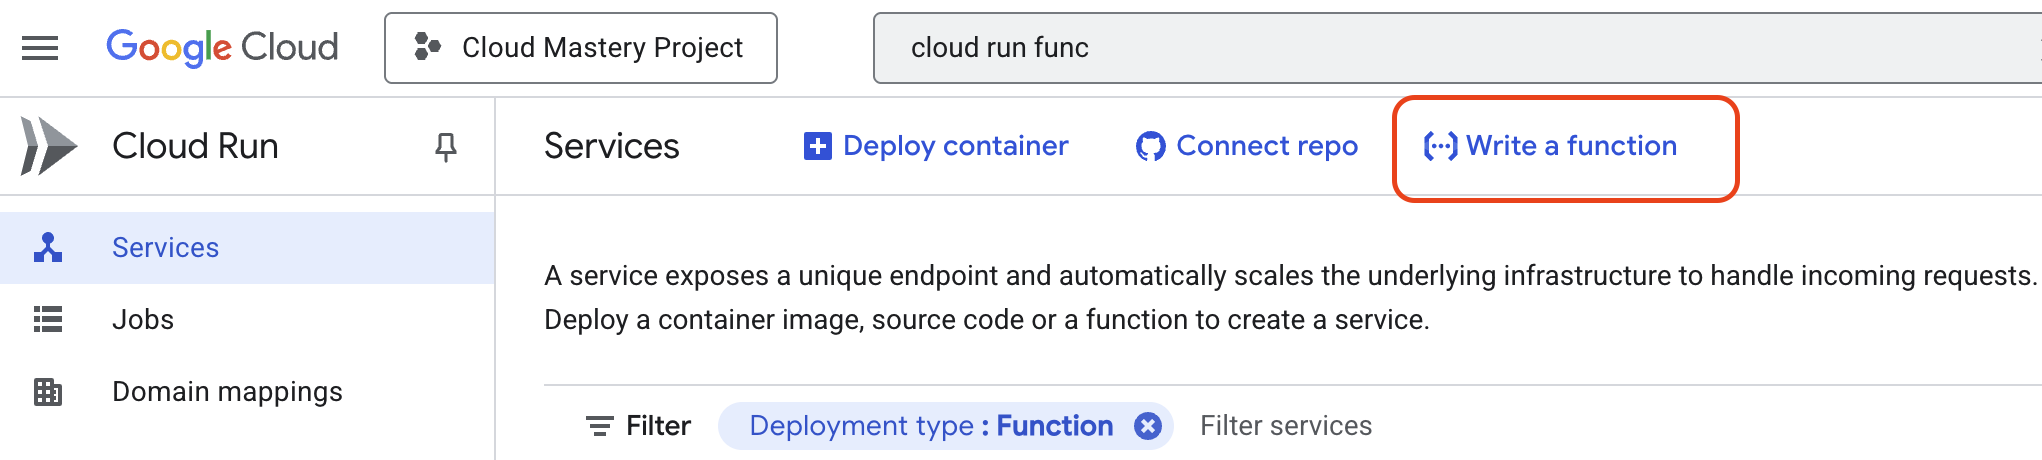 Google Cloud
Cloud Mastery Project
cloud run func
Cloud Run
Services
Deploy container
Connect repo
Write a function
Services
Jobs
Domain mappings
A service exposes a unique endpoint and automatically scales the underlying infrastructure to handle incoming requests.
Deploy a container image, source code or a function to create a service.
Filter
Deployment type : Function
Filter services